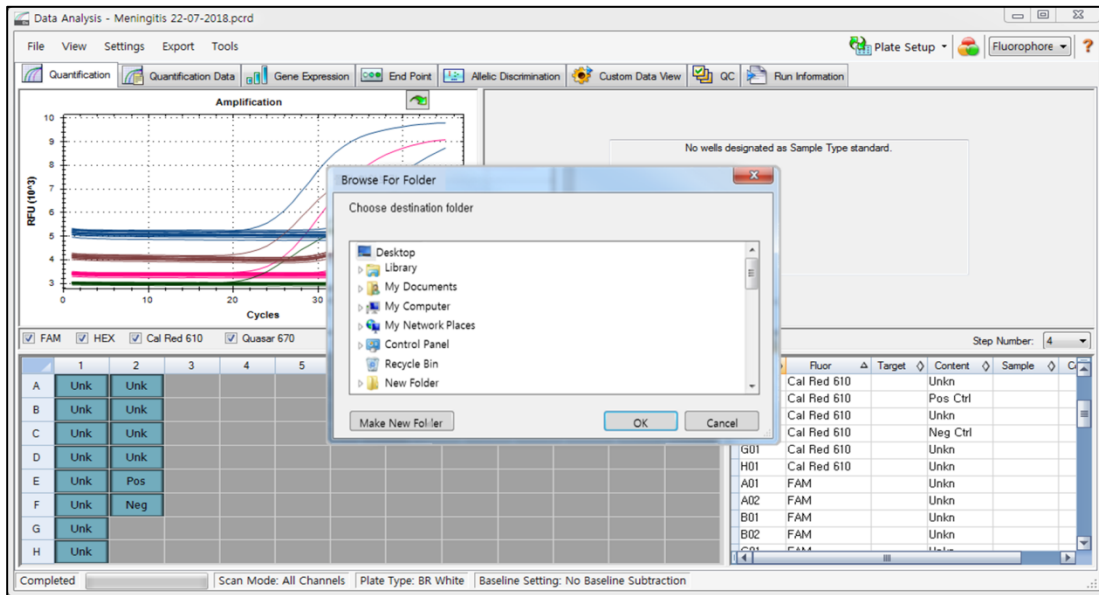 Data Analysis - Meningitis 22-07-2018.pcrd
File View Settings Export Tools
Plate Setup Fluorophore ?
Quantification Quantification Data Gene Expression End Point Allelic Discrimination Custom Data View QC Run Information
Amplification
10
9
8
7
6
5
4
3
RFU (10^3)
0 10 20 30
Cycles
No wells designated as Sample Type standard.
Browse For Folder
Choose destination folder
Desktop
Library
My Documents
My Computer
My Network Places
Control Panel
Recycle Bin
New Folder
Make New Folder OK Cancel
FAM HEX Cal Red 610 Quasar 670
Step Number: 4
1 2 3 4 5
A Unk Unk
B Unk Unk
C Unk Unk
D Unk Unk
E Unk Pos
F Unk Neg
G Unk
H Unk
Fluor Target Content Sample
Cal Red 610 Unkn
Cal Red 610 Pos Ctrl
Cal Red 610 Unkn
Cal Red 610 Neg Ctrl
G01 Cal Red 610 Unkn
H01 Cal Red 610 Unkn
A01 FAM Unkn
A02 FAM Unkn
B01 FAM Unkn
B02 FAM Unkn
Completed Scan Mode: All Channels Plate Type: BR White Baseline Setting: No Baseline Subtraction